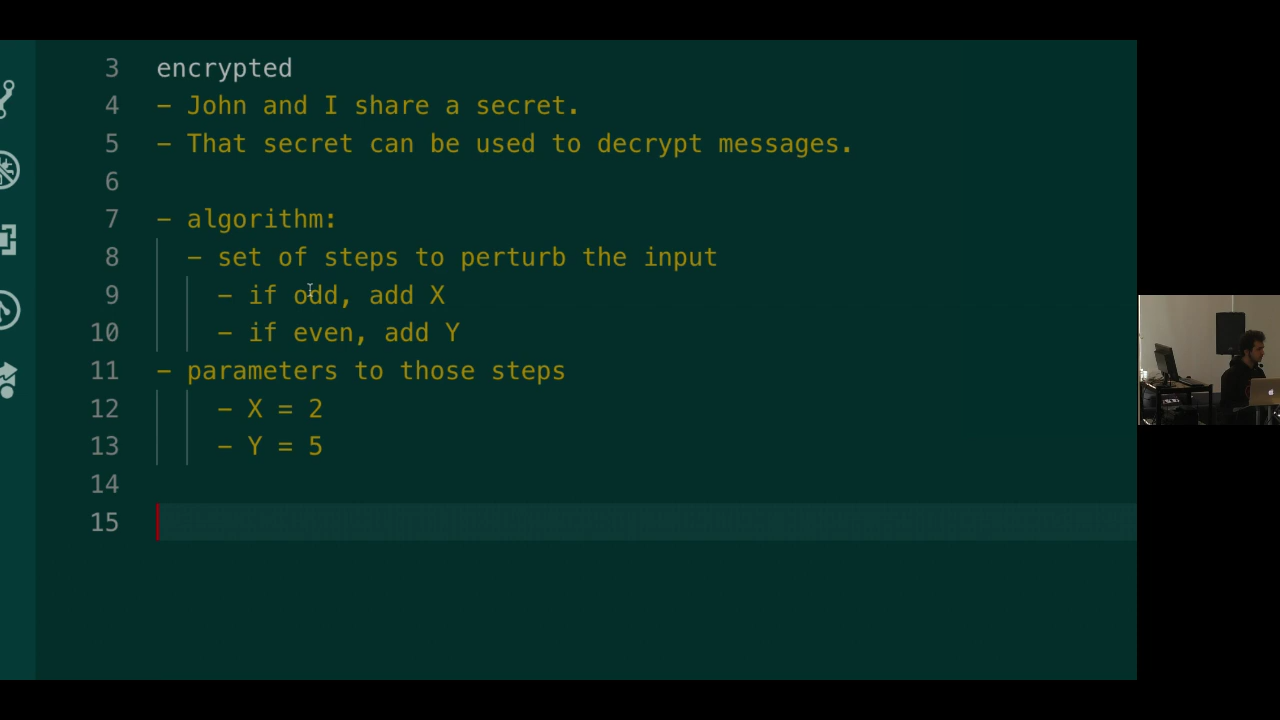 3 encrypted
4 – John and I share a secret.
5 – That secret can be used to decrypt messages.
6
7 – algorithm:
8 – set of steps to perturb the input
9 – if odd, add X
10 – if even, add Y
11 – parameters to those steps
12 – X = 2
13 – Y = 5
14
15